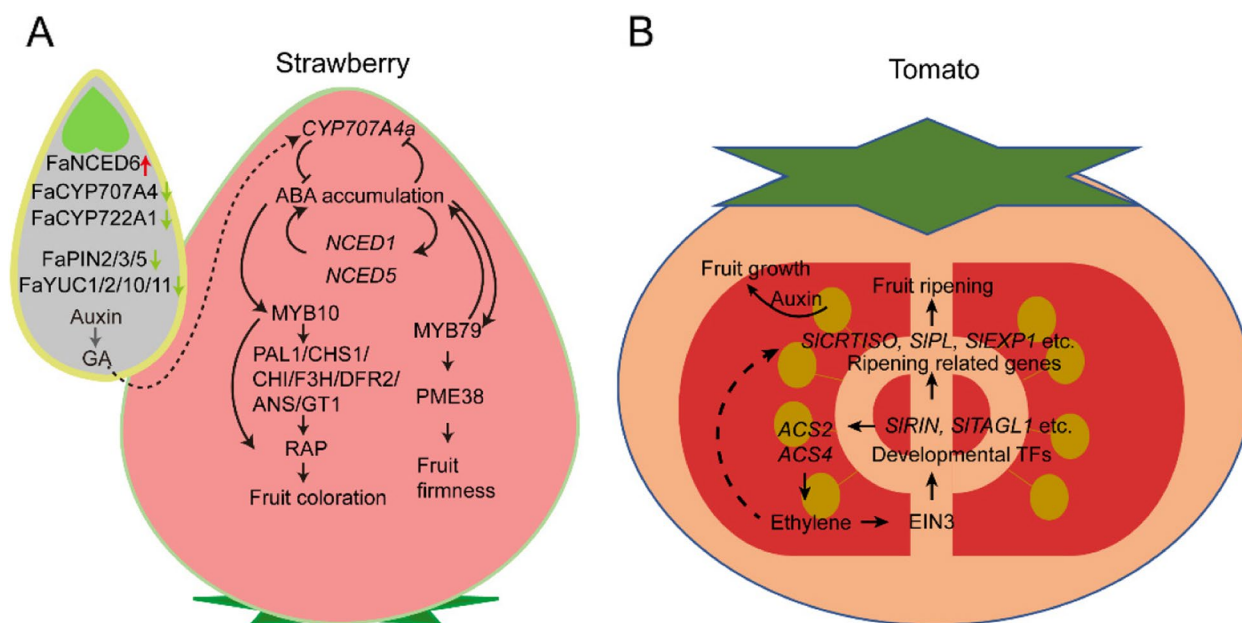 A
Strawberry
FaNCED6
FaCYP707A4
FaCYP722A1
FaPIN2/3/5
FaYUC1/2/10/11
Auxin
GA
CYP707A4a
ABA accumulation
NCED1
NCED5
MYB10
PAL1/CHS1/
CHI/F3H/DFR2/
ANS/GT1
RAP
Fruit coloration
MYB79
PME38
Fruit
firmness
B
Tomato
Fruit growth
Auxin
Fruit ripening
SlCRTISO, SlPL, SlEXP1 etc.
Ripening related genes
ACS2
ACS4
SlRIN, SlTAGL1 etc.
Developmental TFs
Ethylene
EIN3